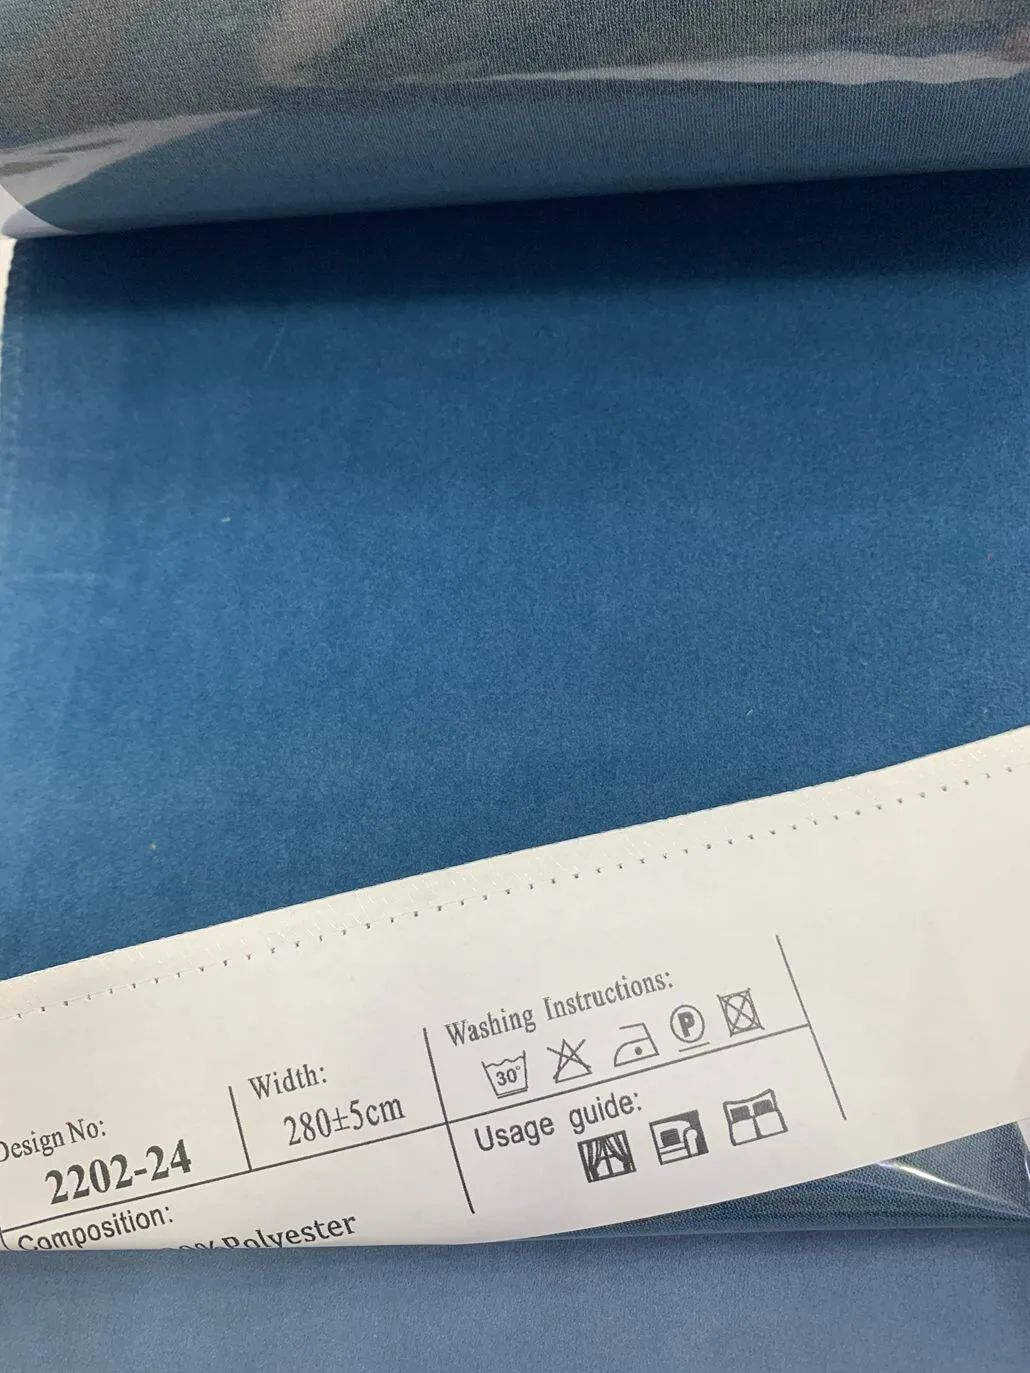 Design No:
2202-24
Width:
280±5cm
Washing Instructions:
30°
P
Usage guide:
Composition:
Polyester